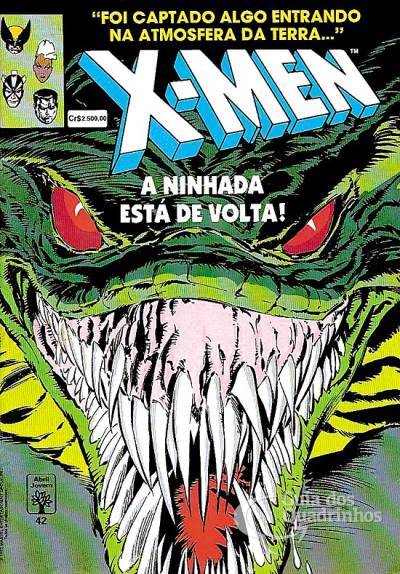 "FOI CAPTADO ALGO ENTRANDO
NA ATMOSFERA DA TERRA..."
X-MEN™
Cr$2.500,00
A NINHADA
ESTÁ DE VOLTA!
Abril
Jovem
42
Guia dos
Quadrinhos